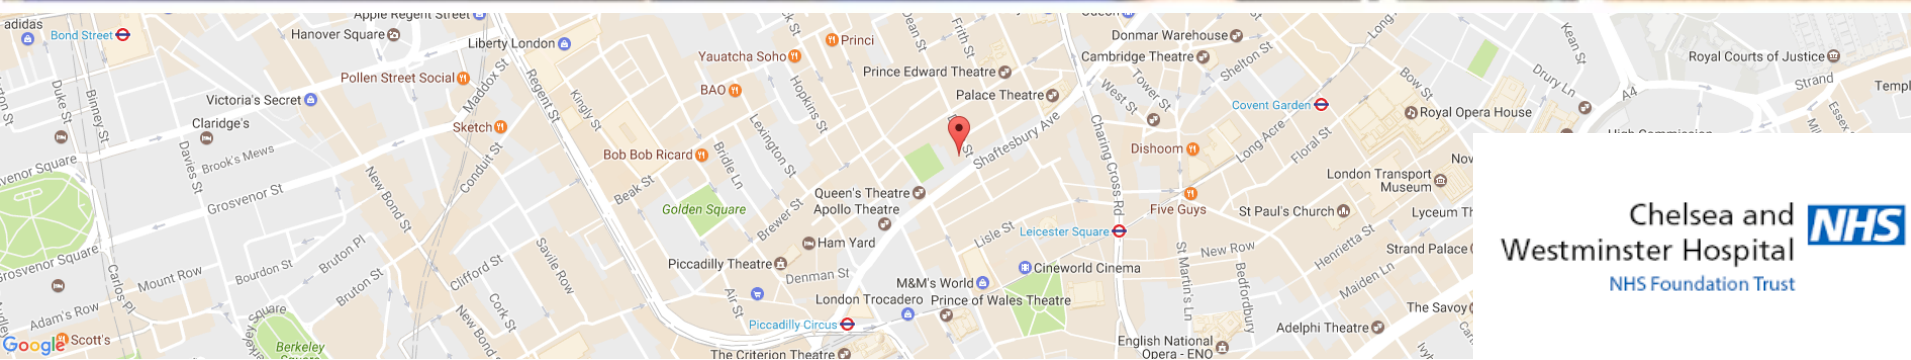 adidas
Bond Street
Apple Regent Street
Hanover Square
Liberty London
Pollen Street Social
Maddox St
Regent St
Kingly St
Yauatcha Soho
Princi
Dean St
Frith St
Prince Edward Theatre
Palace Theatre
Donmar Warehouse
Cambridge Theatre
Shelton St
Tower St
West St
Long
Kean St
Royal Courts of Justice
Strand
Templ
Essex
Drury Ln
A4
Bow St
Royal Opera House
Covent Garden
Long Acre
Floral St
Duke St
Binney St
Victoria's Secret
Claridge's
Brook's Mews
Davies St
Sketch
Conduit St
BAO
Hopkins St
Lexington St
Bridle Ln
Bob Bob Ricard
Beak St
Golden Square
Brewer St
Shaftesbury Ave
Charing Cross Rd
Dishoom
Five Guys
London Transport
Museum
St Paul's Church
Lyceum Th
Henrietta St
Strand Palace
Maiden Ln
The Savoy
Adelphi Theatre
New Row
Bedfordbury
St Martin's Ln
English National
Opera - ENO
Leicester Square
Lisle St
Queen's Theatre
Apollo Theatre
Ham Yard
Piccadilly Theatre
Denman St
Air St
M&M's World
Cineworld Cinema
London Trocadero
Prince of Wales Theatre
Piccadilly Circus
The Criterion Theatre
Grosvenor St
New Bond St
Savile Row
Clifford St
Cork St
Bruton Pl
Bruton St
Bourdon St
Mount Row
Carlos Pl
Adam's Row
Scott's
Berkeley
Google
Chelsea and
Westminster Hospital
NHS
NHS Foundation Trust